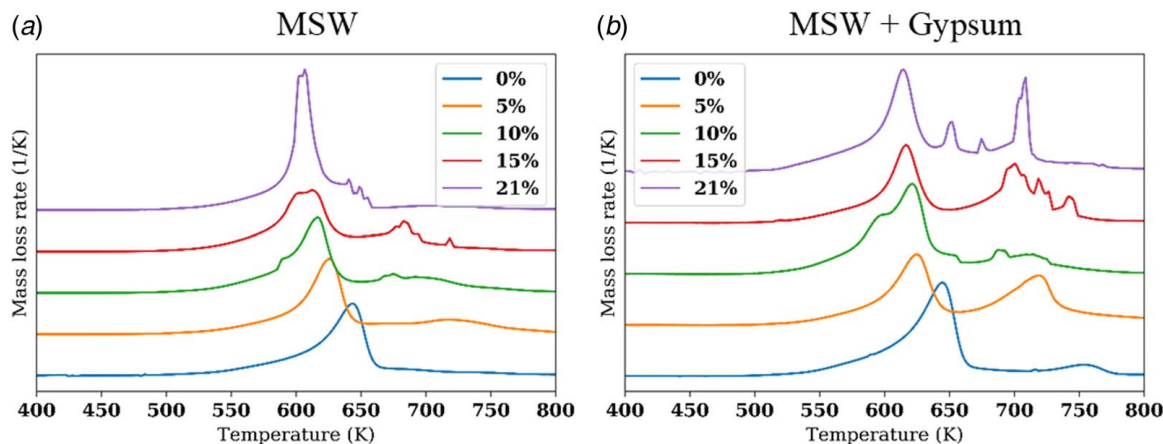 (a)
MSW
0%
5%
10%
15%
21%
Mass loss rate (1/K)
400 450 500 550 600 650 700 750 800
Temperature (K)
(b)
MSW + Gypsum
0%
5%
10%
15%
21%
Mass loss rate (1/K)
400 450 500 550 600 650 700 750 800
Temperature (K)